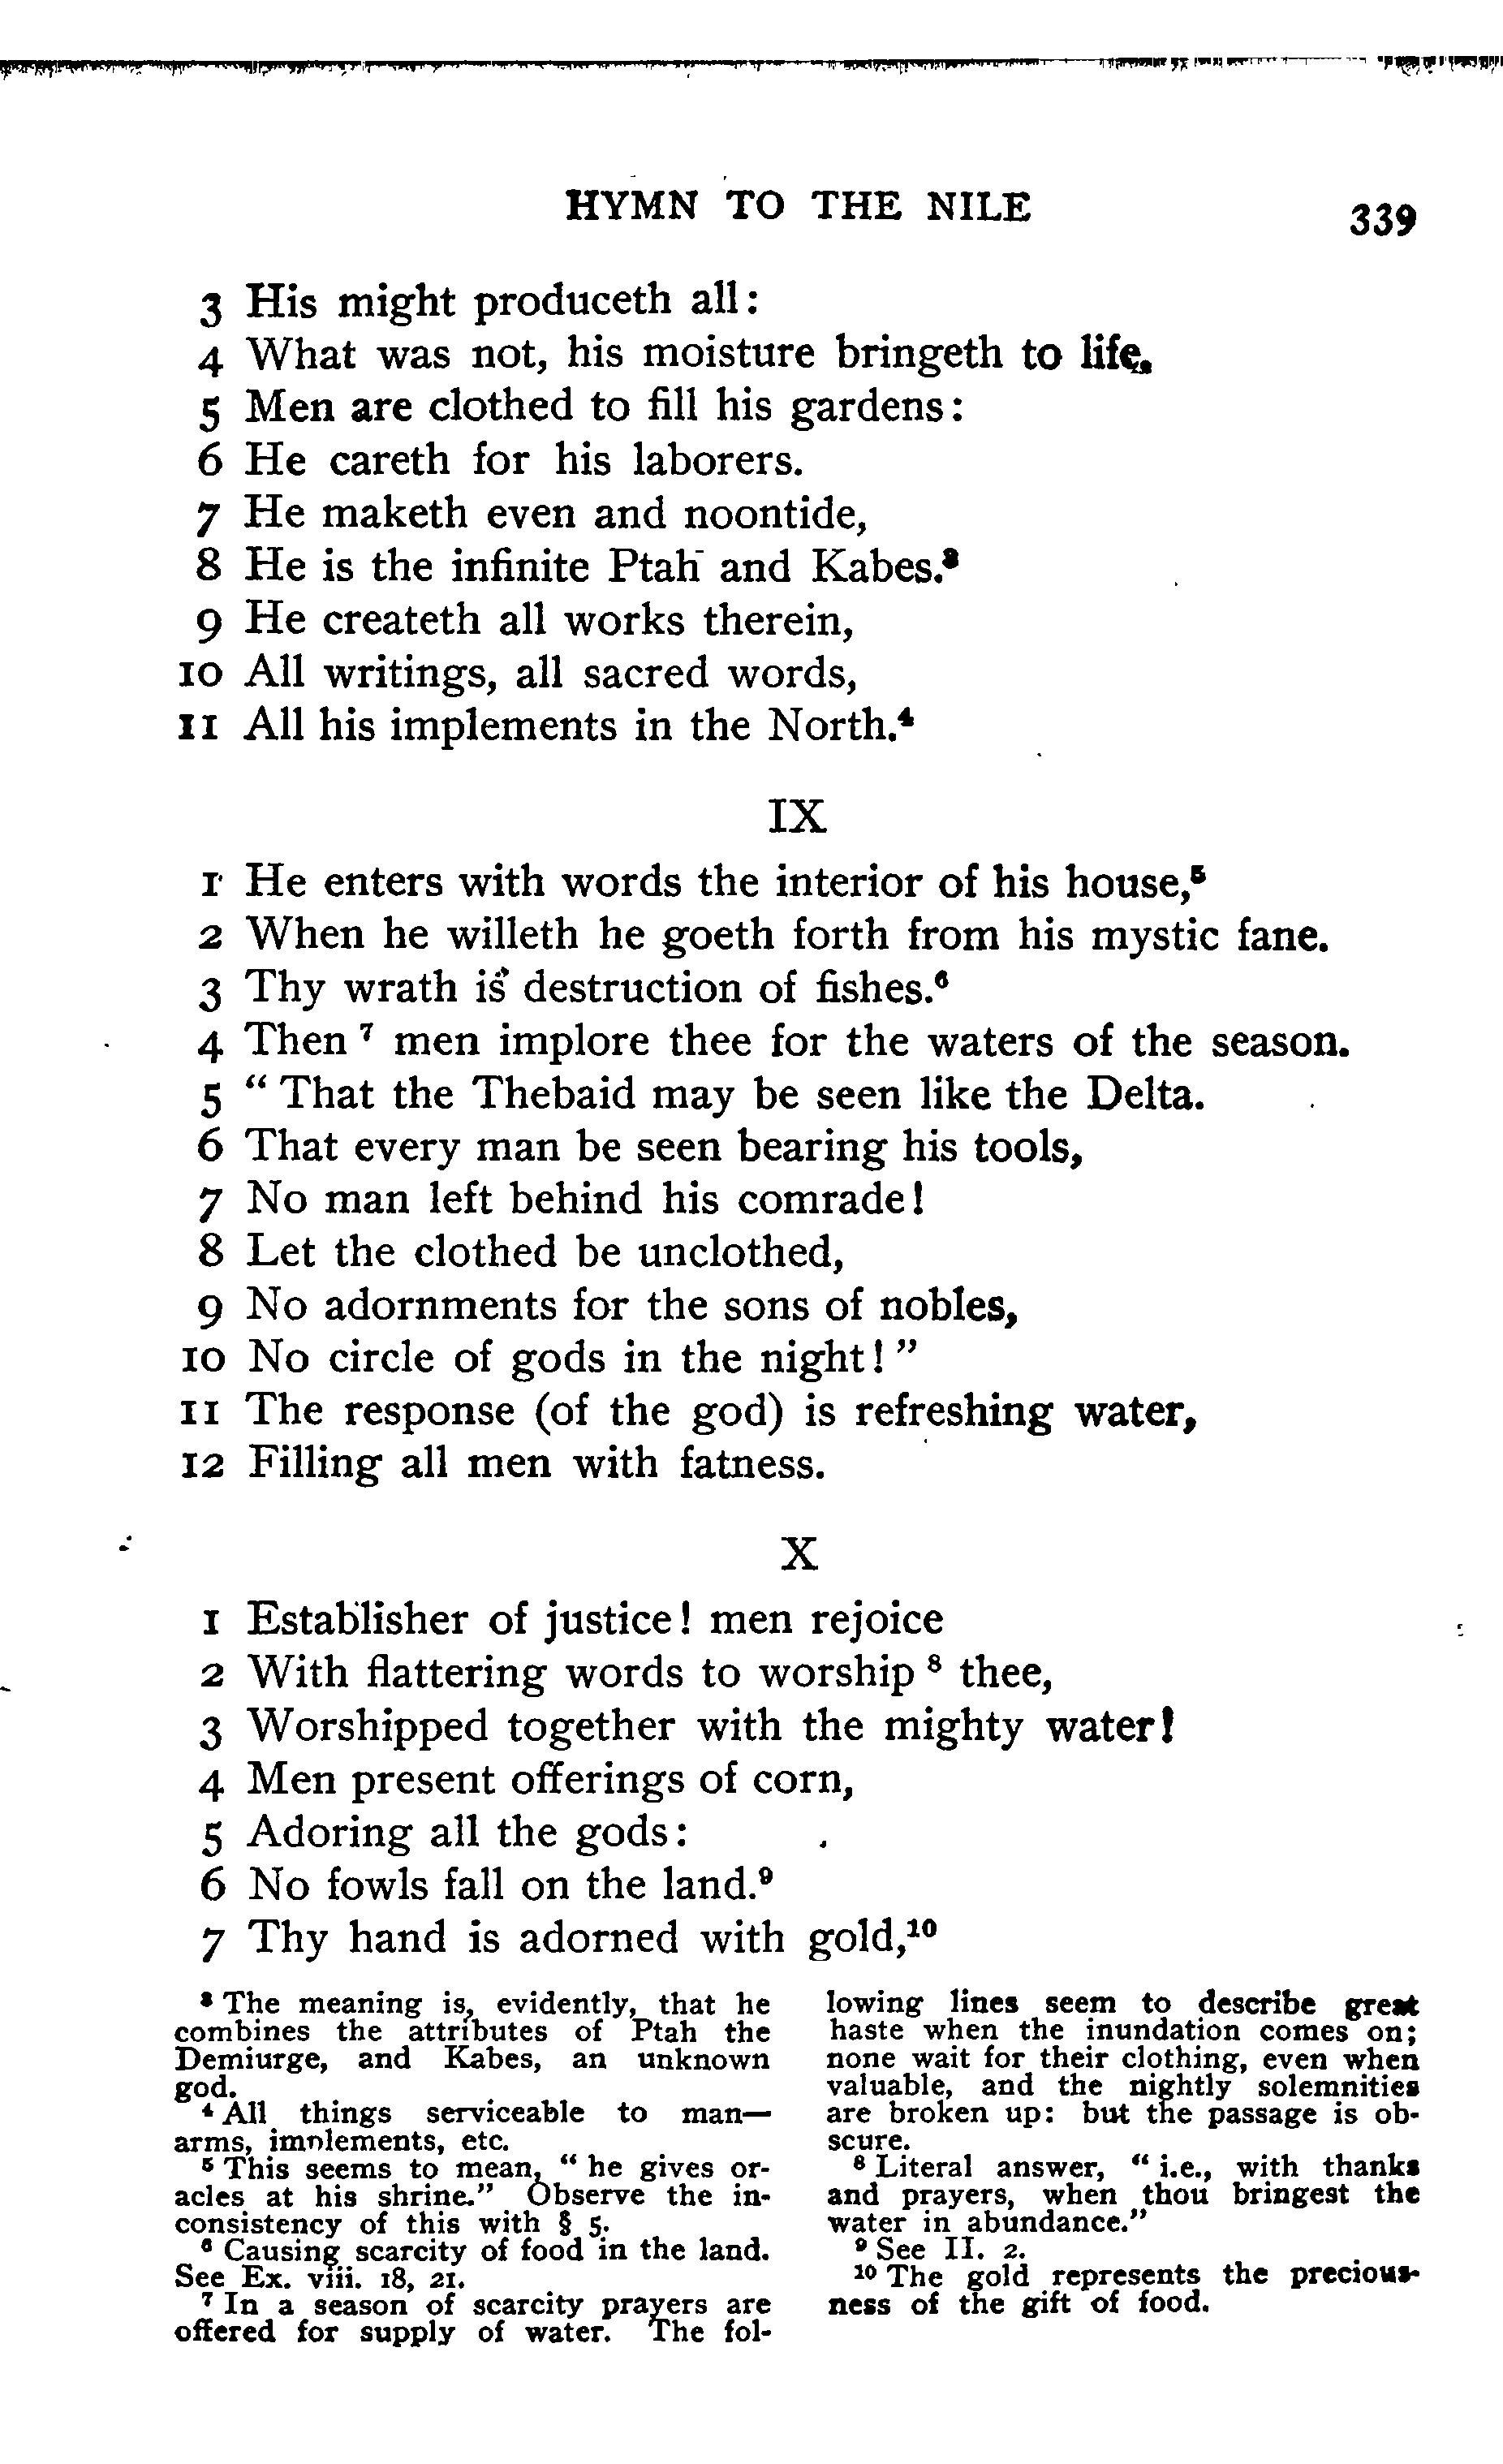 HYMN TO THE NILE 339
3 His might produceth all:
4 What was not, his moisture bringeth to life.
5 Men are clothed to fill his gardens:
6 He careth for his laborers.
7 He maketh even and noontide,
8 He is the infinite Ptah and Kabes.³
9 He createth all works therein,
10 All writings, all sacred words,
11 All his implements in the North.⁴
IX
1 He enters with words the interior of his house,⁵
2 When he willeth he goeth forth from his mystic fane.
3 Thy wrath is destruction of fishes.⁶
4 Then ⁷ men implore thee for the waters of the season.
5 “ That the Thebaid may be seen like the Delta.
6 That every man be seen bearing his tools,
7 No man left behind his comrade!
8 Let the clothed be unclothed,
9 No adornments for the sons of nobles,
10 No circle of gods in the night! ”
11 The response (of the god) is refreshing water,
12 Filling all men with fatness.
X
1 Establisher of justice! men rejoice
2 With flattering words to worship ⁸ thee,
3 Worshipped together with the mighty water!
4 Men present offerings of corn,
5 Adoring all the gods:
6 No fowls fall on the land.⁹
7 Thy hand is adorned with gold,¹⁰
³ The meaning is, evidently, that he
combines the attributes of Ptah the
Demiurge, and Kabes, an unknown
god.
⁴ All things serviceable to man—
arms, implements, etc.
⁵ This seems to mean, “ he gives or-
acles at his shrine.” Observe the in-
consistency of this with § 5.
⁶ Causing scarcity of food in the land.
See Ex. viii. 18, 21.
⁷ In a season of scarcity prayers are
offered for supply of water. The fol-
lowing lines seem to describe great
haste when the inundation comes on;
none wait for their clothing, even when
valuable, and the nightly solemnities
are broken up: but the passage is ob-
scure.
⁸ Literal answer, “ i.e., with thanks
and prayers, when thou bringest the
water in abundance.”
⁹ See II. 2.
¹⁰ The gold represents the precious-
ness of the gift of food.